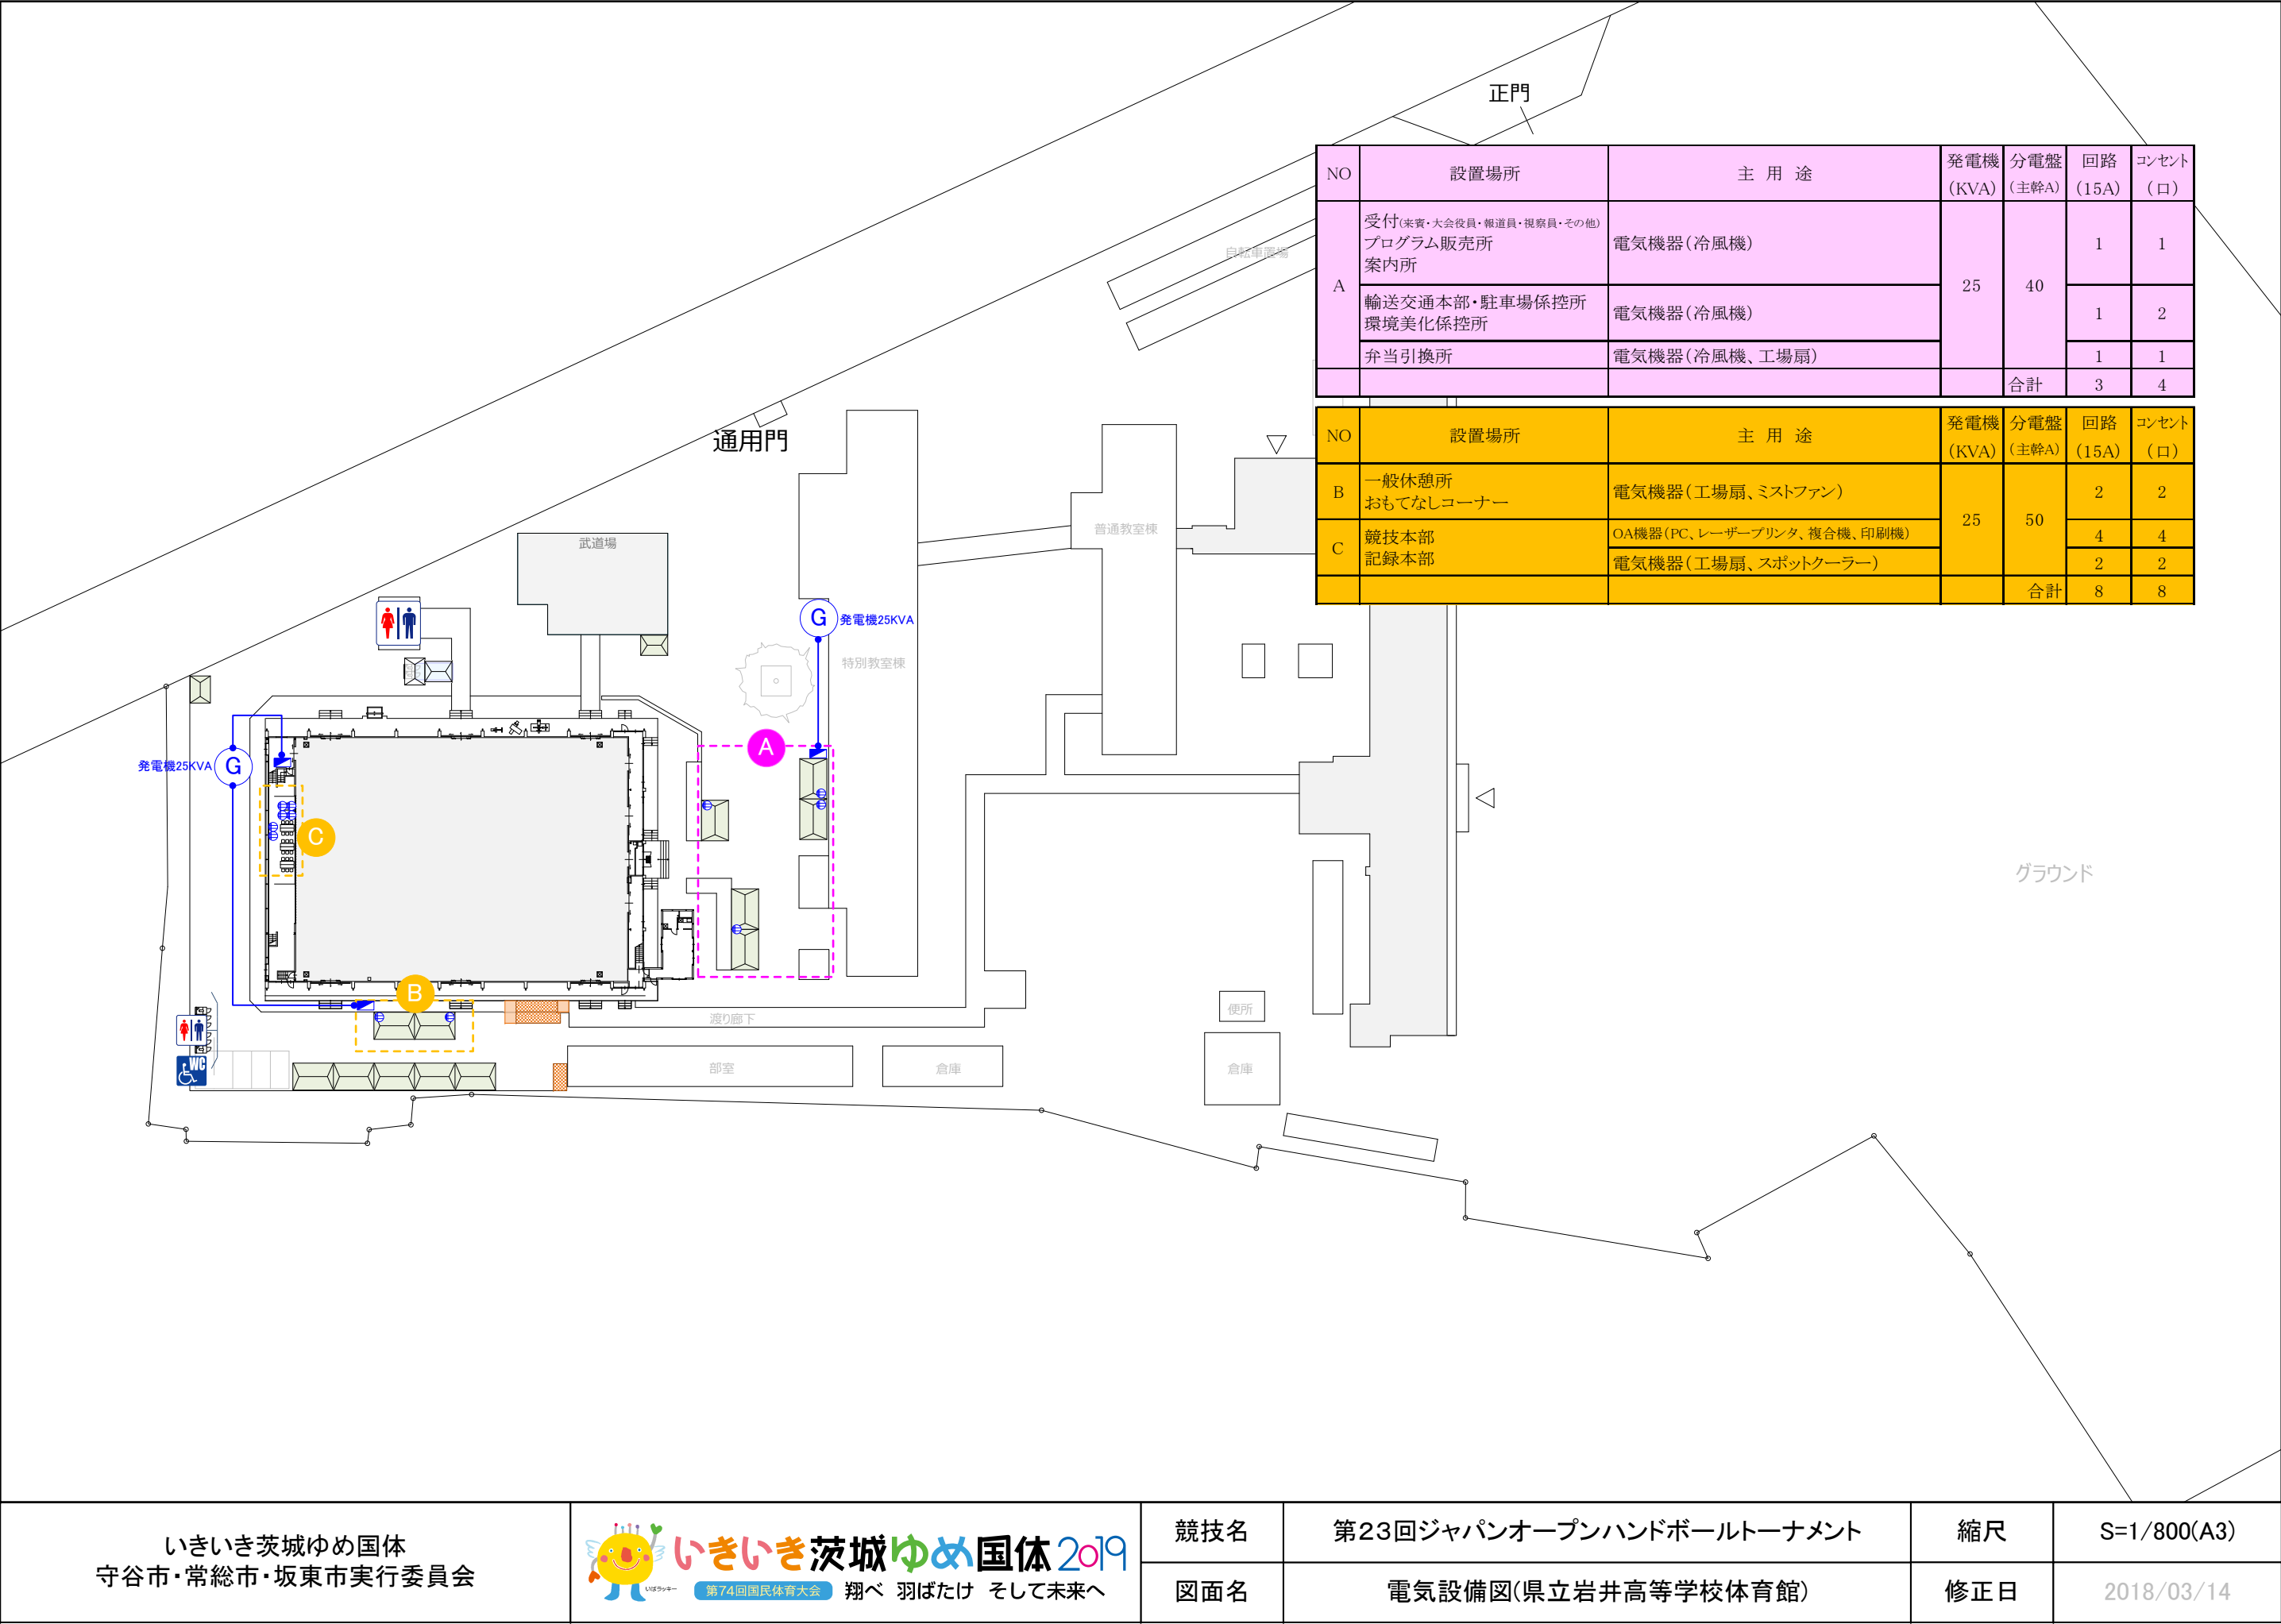 正門
NO 設置場所 主 用 途 発電機(KVA) 分電盤(主幹A) 回路(15A) コンセント(口)
A 受付(来賓・大会役員・報道員・視察員・その他) 電気機器(冷風機) 25 40 1 1
プログラム販売所
案内所
輸送交通本部・駐車場係控所 電気機器(冷風機) 1 2
環境美化係控所
弁当引換所 電気機器(冷風機、工場扇) 1 1
合計 3 4
NO 設置場所 主 用 途 発電機(KVA) 分電盤(主幹A) 回路(15A) コンセント(口)
B 一般休憩所 電気機器(工場扇、ミストファン) 25 50 2 2
おもてなしコーナー
C 競技本部 OA機器(PC、レーザープリンタ、複合機、印刷機) 4 4
記録本部 電気機器(工場扇、スポットクーラー) 2 2
合計 8 8
自転車置場
通用門
普通教室棟
武道場
G 発電機25KVA
特別教室棟
A
発電機25KVA G
C
グラウンド
B
渡り廊下
便所
WC
部室
倉庫
倉庫
いきいき茨城ゆめ国体
守谷市・常総市・坂東市実行委員会
いばラッキー
いきいき茨城ゆめ国体2019
第74回国民体育大会 翔べ 羽ばたけ そして未来へ
競技名 第23回ジャパンオープンハンドボールトーナメント 縮尺 S=1/800(A3)
図面名 電気設備図(県立岩井高等学校体育館) 修正日 2018/03/14